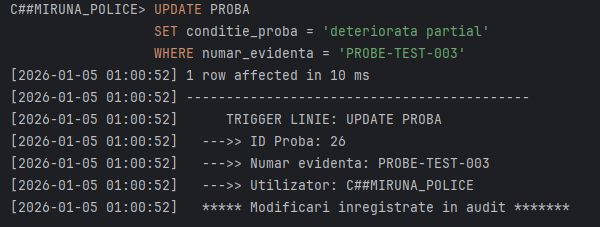 C##MIRUNA_POLICE> UPDATE PROBA
SET conditie_proba = 'deteriorata partial'
WHERE numar_evidenta = 'PROBE-TEST-003'
[2026-01-05 01:00:52] 1 row affected in 10 ms
[2026-01-05 01:00:52] ------------------------------------------
[2026-01-05 01:00:52] TRIGGER LINIE: UPDATE PROBA
[2026-01-05 01:00:52] --->> ID Proba: 26
[2026-01-05 01:00:52] --->> Numar evidenta: PROBE-TEST-003
[2026-01-05 01:00:52] --->> Utilizator: C##MIRUNA_POLICE
[2026-01-05 01:00:52] ***** Modificari inregistrate in audit *******